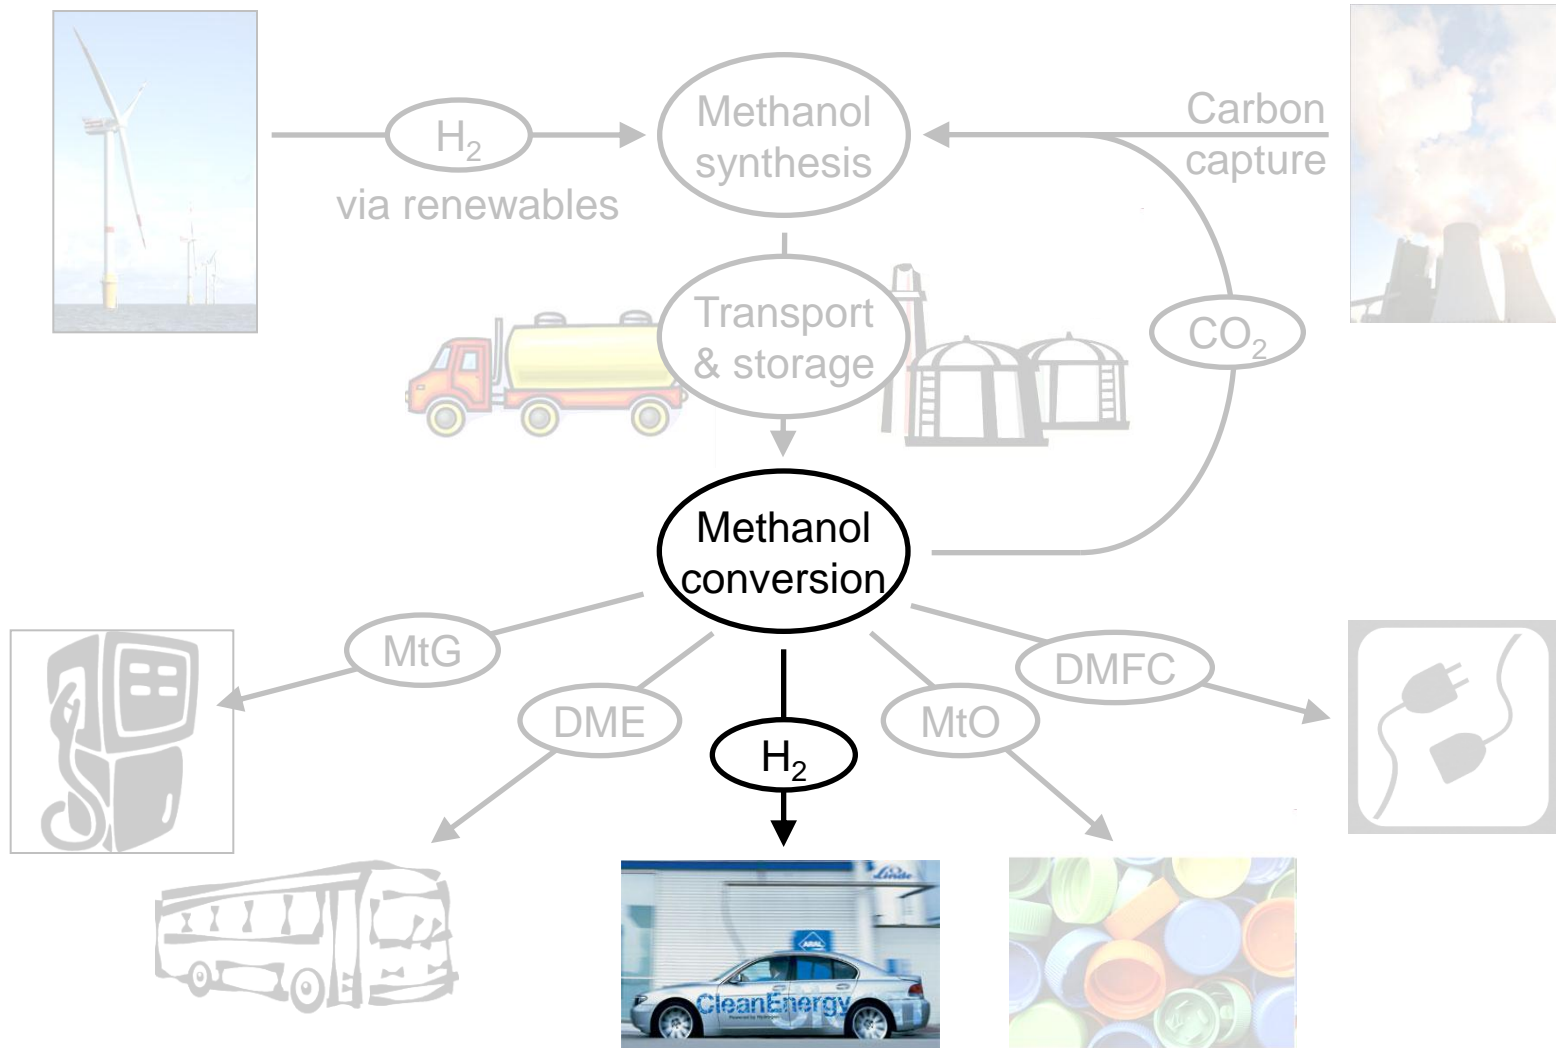 H2
via renewables
Methanol
synthesis
Carbon
capture
Transport
& storage
CO2
Methanol
conversion
MtG
DME
H2
MtO
DMFC
Linde
ARAL
CleanEnergy